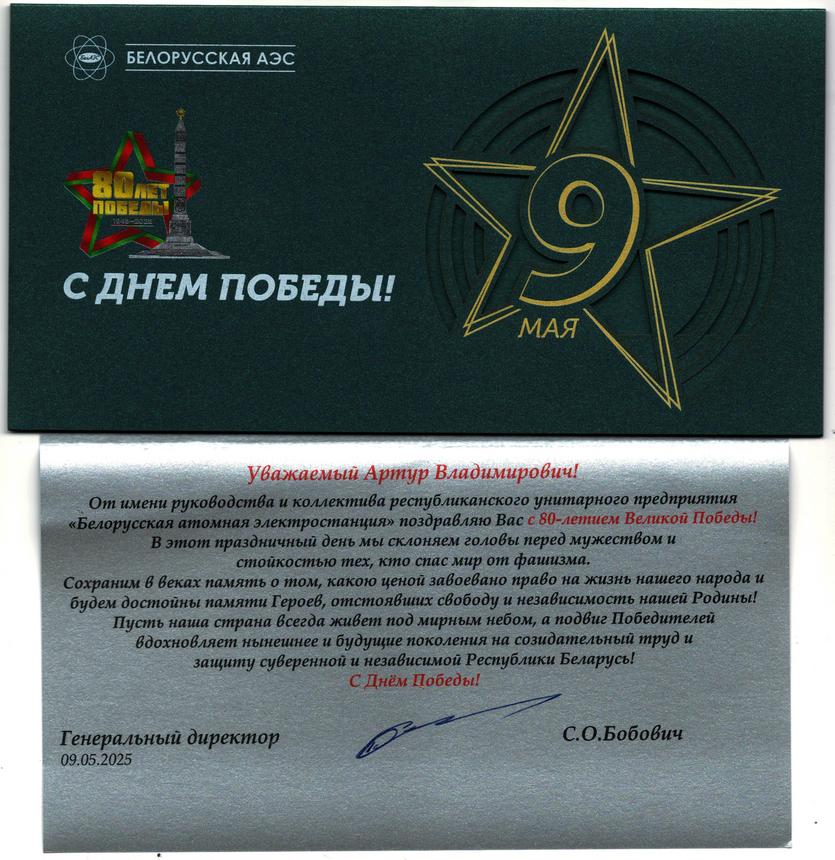 БелАЭС
БЕЛОРУССКАЯ АЭС
80 ЛЕТ
ПОБЕДЫ
1945–2025
С ДНЕМ ПОБЕДЫ!
9
МАЯ
Уважаемый Артур Владимирович!
От имени руководства и коллектива республиканского унитарного предприятия
«Белорусская атомная электростанция» поздравляю Вас с 80-летием Великой Победы!
В этот праздничный день мы склоняем головы перед мужеством и
стойкостью тех, кто спас мир от фашизма.
Сохраним в веках память о том, какою ценой завоевано право на жизнь нашего народа и
будем достойны памяти Героев, отстоявших свободу и независимость нашей Родины!
Пусть наша страна всегда живет под мирным небом, а подвиг Победителей
вдохновляет нынешнее и будущие поколения на созидательный труд и
защиту суверенной и независимой Республики Беларусь!
С Днём Победы!
Генеральный директор
С.О.Бобович
09.05.2025